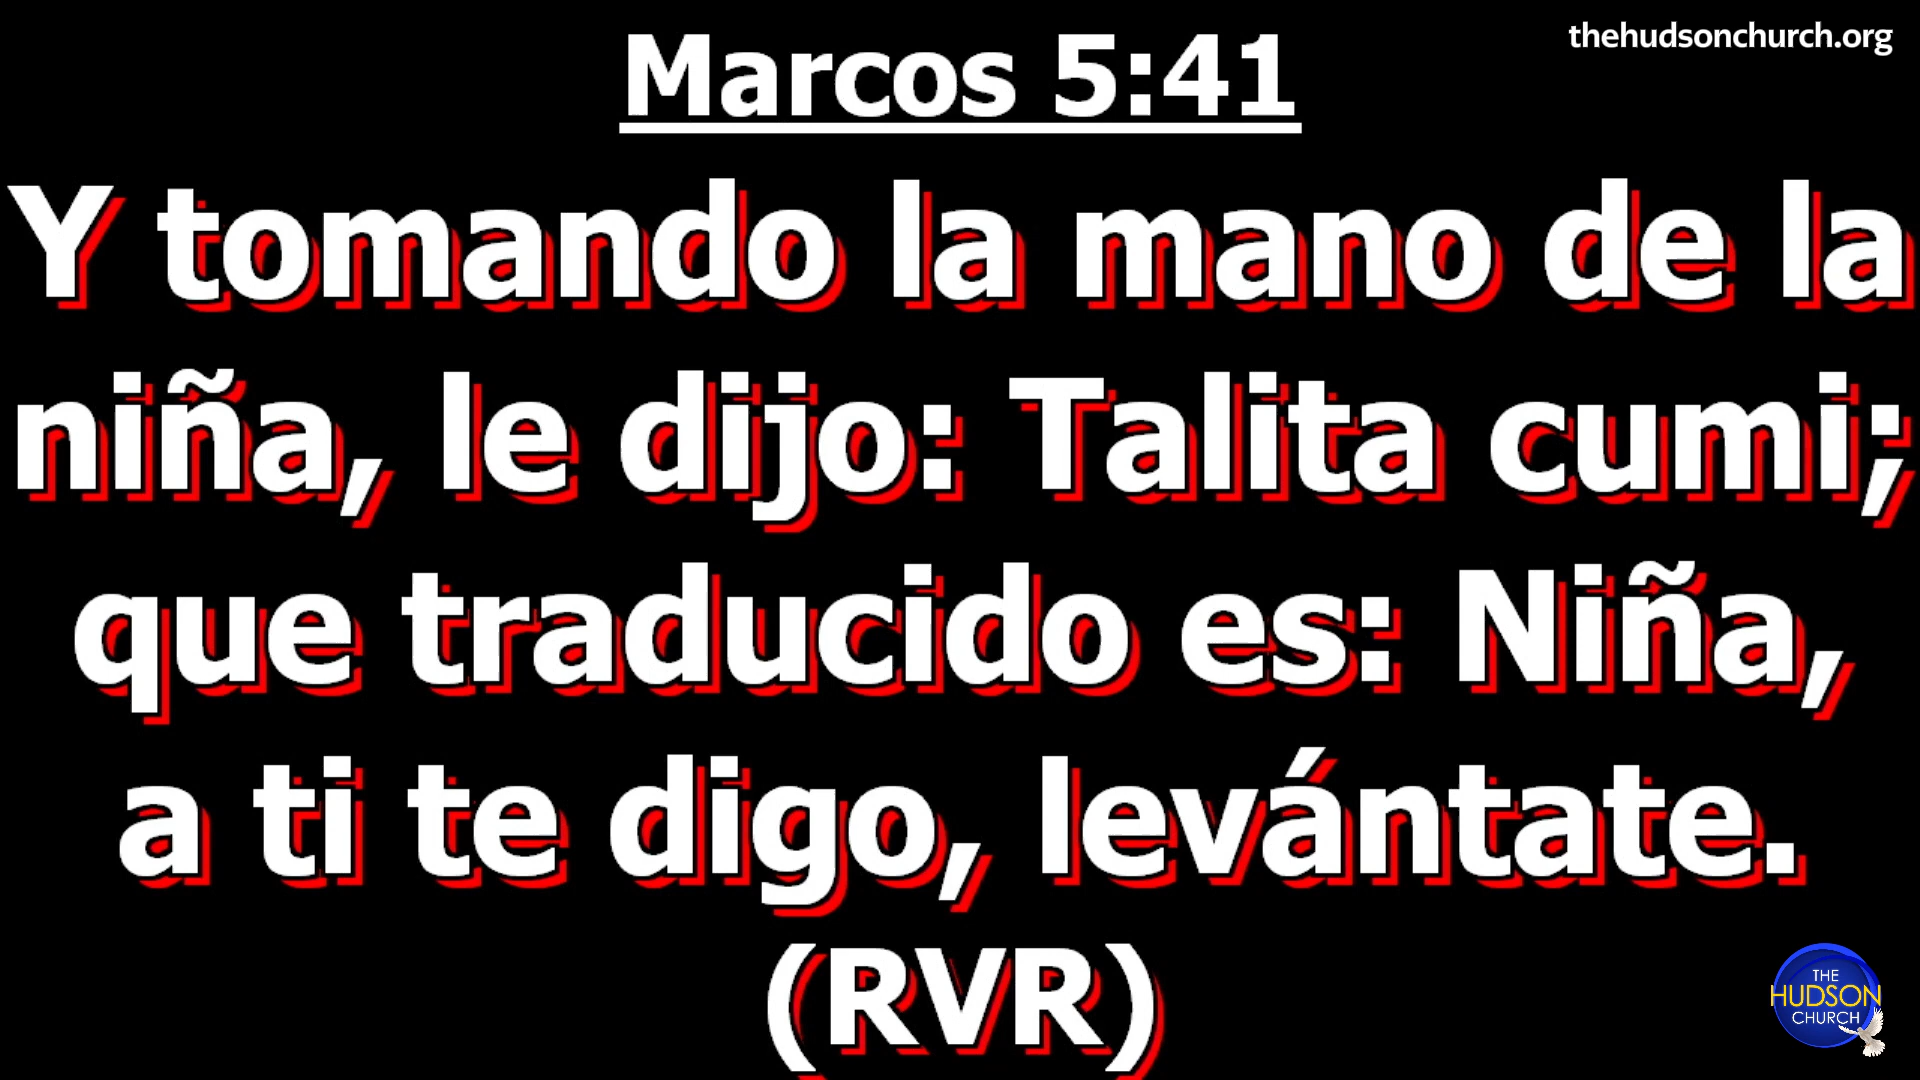 thehudsonchurch.org
Marcos 5:41
Y tomando la mano de la
niña, le dijo: Talita cumi;
que traducido es: Niña,
a ti te digo, levántate.
(RVR)
THE
HUDSON
CHURCH